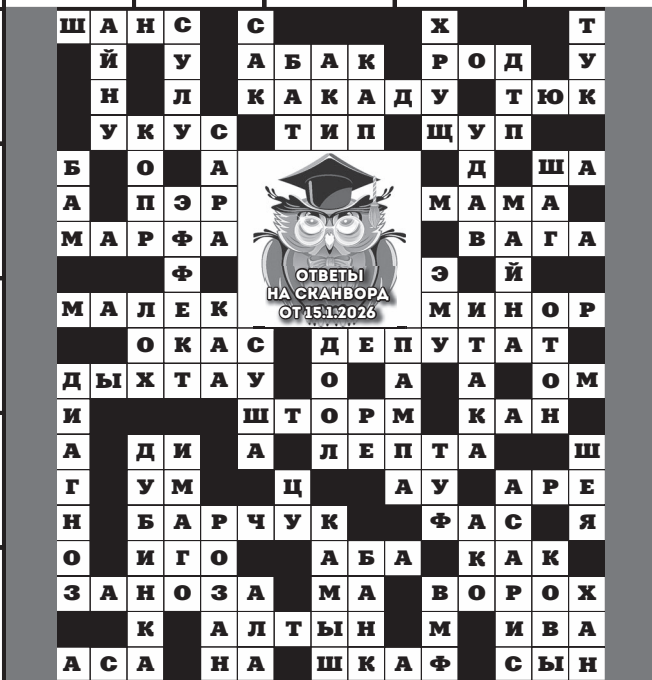 ШАНС С Х Т
Й У АБАК РОД У
Н Л КАКАДУ ТЮК
УКУС ТИП ЩУП
Б О А Д ША
А ПЭР МАМА
МАРФА ВАГА
Ф Э Й
ОТВЕТЫ
НА СКАНВОРД
ОТ 15.1.2026
МАЛЕК МИНОР
ОКАС ДЕПУТАТ
ДЫХТАУ О А А ОМ
И ШТОРМ КАН
А ДИ А ЛЕПТА Ш
Г УМ Ц АУ АРЕ
Н БАРЧУК ФАС Я
О ИГО АБА КАК
ЗАНОЗА МА ВОРОХ
К АЛТЫН М ИВА
АСА НА ШКАФ СЫН